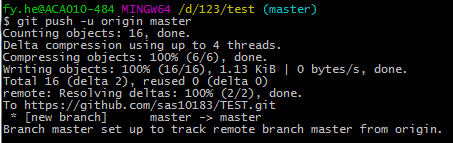 fy.he@ACA010-484 MINGW64 /d/123/test (master)
$ git push -u origin master
Counting objects: 16, done.
Delta compression using up to 4 threads.
Compressing objects: 100% (6/6), done.
Writing objects: 100% (16/16), 1.13 KiB | 0 bytes/s, done.
Total 16 (delta 2), reused 0 (delta 0)
remote: Resolving deltas: 100% (2/2), done.
To https://github.com/sas10183/TEST.git
 * [new branch]      master -> master
Branch master set up to track remote branch master from origin.